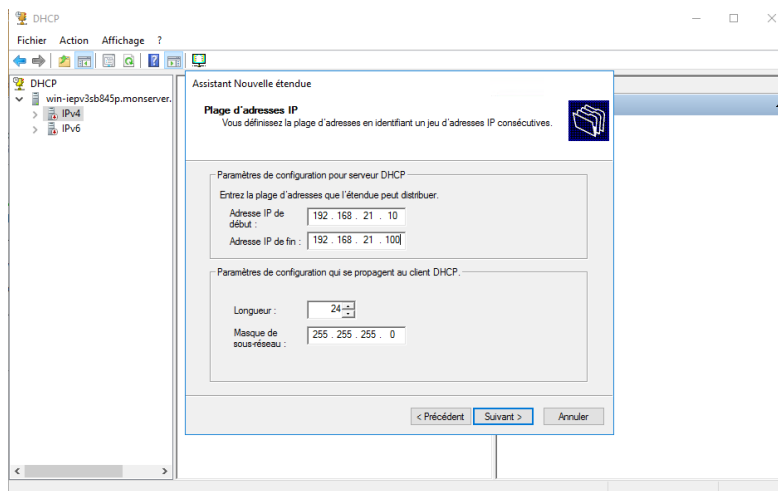 DHCP
Fichier Action Affichage ?
DHCP
win-iepv3sb845p.monserver.
IPv4
IPv6
Assistant Nouvelle étendue
Plage d'adresses IP
Vous définissez la plage d'adresses en identifiant un jeu d'adresses IP consécutives.
Paramètres de configuration pour serveur DHCP
Entrez la plage d'adresses que l'étendue peut distribuer.
Adresse IP de
début :
192 . 168 . 21 . 10
Adresse IP de fin :
192 . 168 . 21 . 100
Paramètres de configuration qui se propagent au client DHCP.
Longueur :
24
Masque de
sous-réseau :
255 . 255 . 255 . 0
< Précédent
Suivant >
Annuler